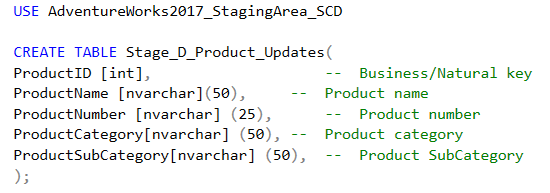 USE AdventureWorks2017_StagingArea_SCD
CREATE TABLE Stage_D_Product_Updates(
ProductID [int], -- Business/Natural key
ProductName [nvarchar](50), -- Product name
ProductNumber [nvarchar] (25), -- Product number
ProductCategory[nvarchar] (50), -- Product category
ProductSubCategory[nvarchar] (50), -- Product SubCategory
);